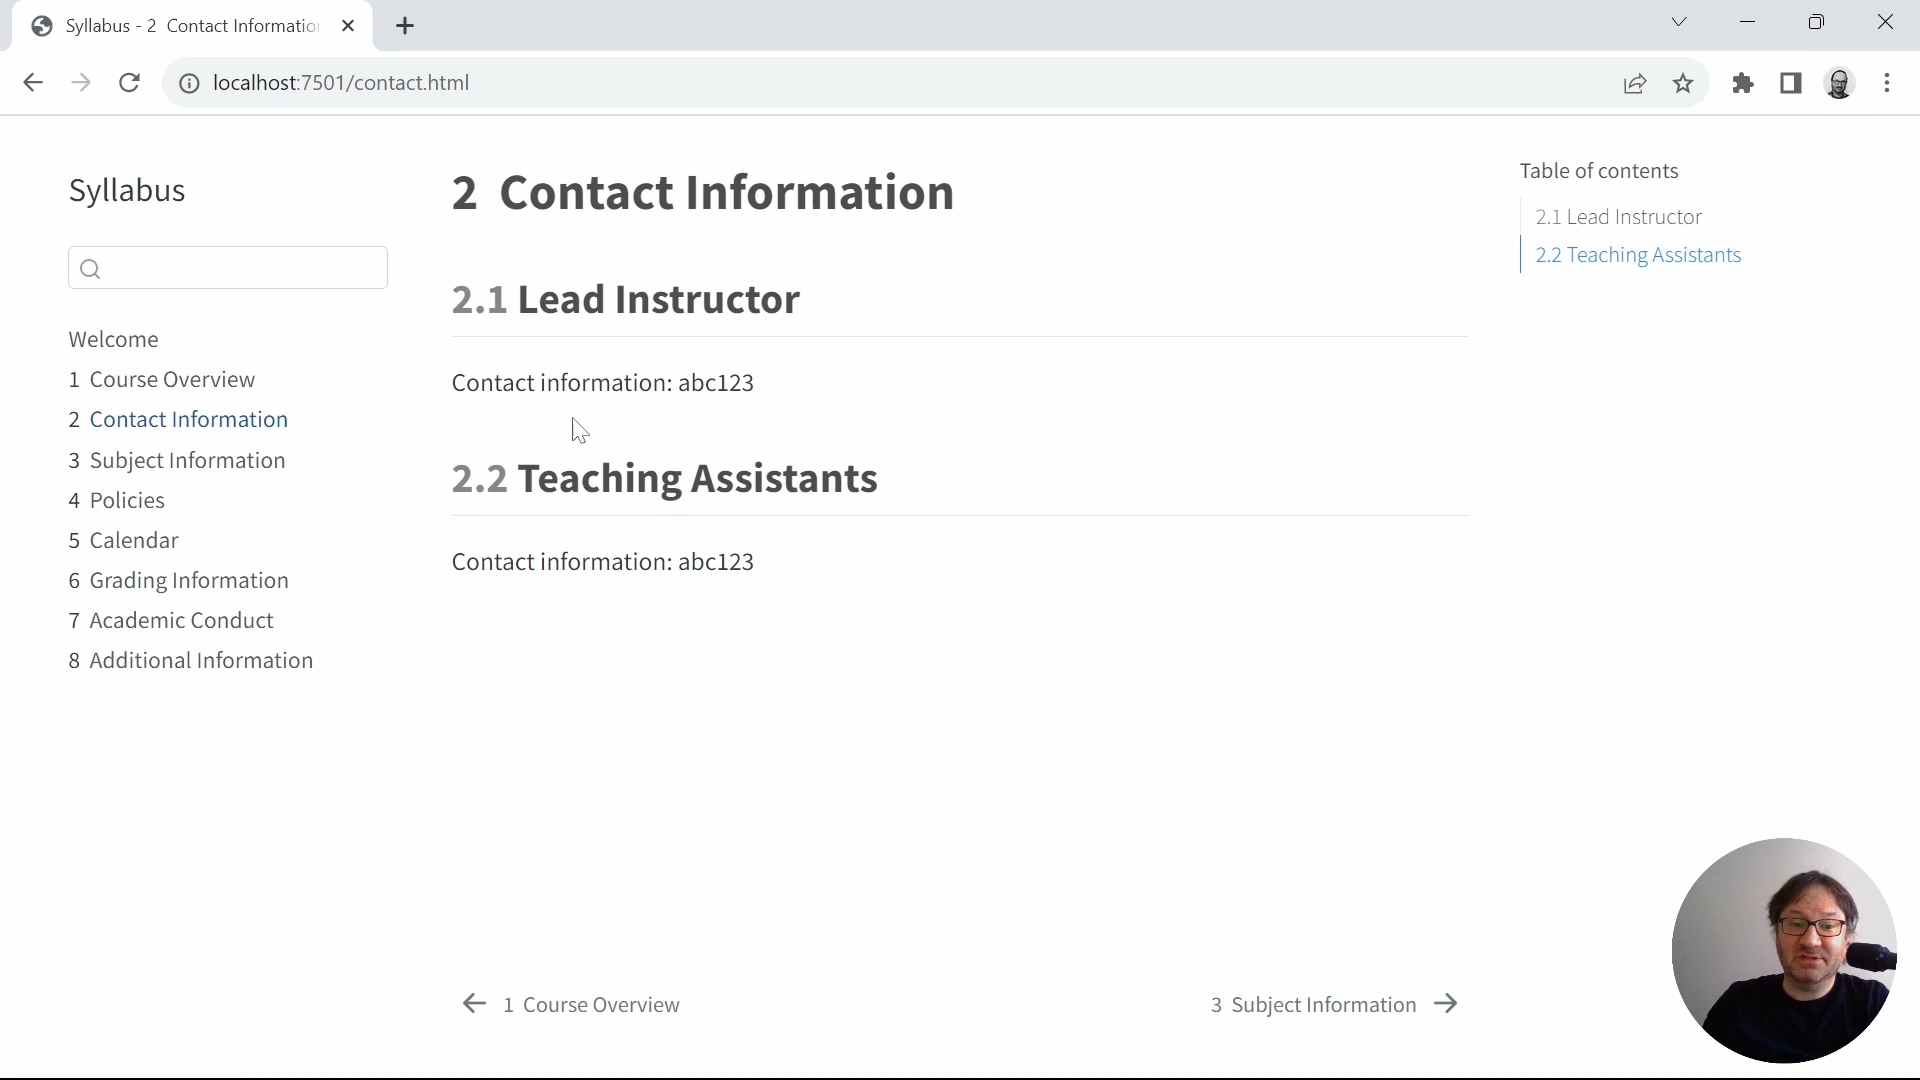 Syllabus - 2 Contact Information
localhost:7501/contact.html
Syllabus
Welcome
1 Course Overview
2 Contact Information
3 Subject Information
4 Policies
5 Calendar
6 Grading Information
7 Academic Conduct
8 Additional Information
2 Contact Information
2.1 Lead Instructor
Contact information: abc123
2.2 Teaching Assistants
Contact information: abc123
1 Course Overview
3 Subject Information
Table of contents
2.1 Lead Instructor
2.2 Teaching Assistants